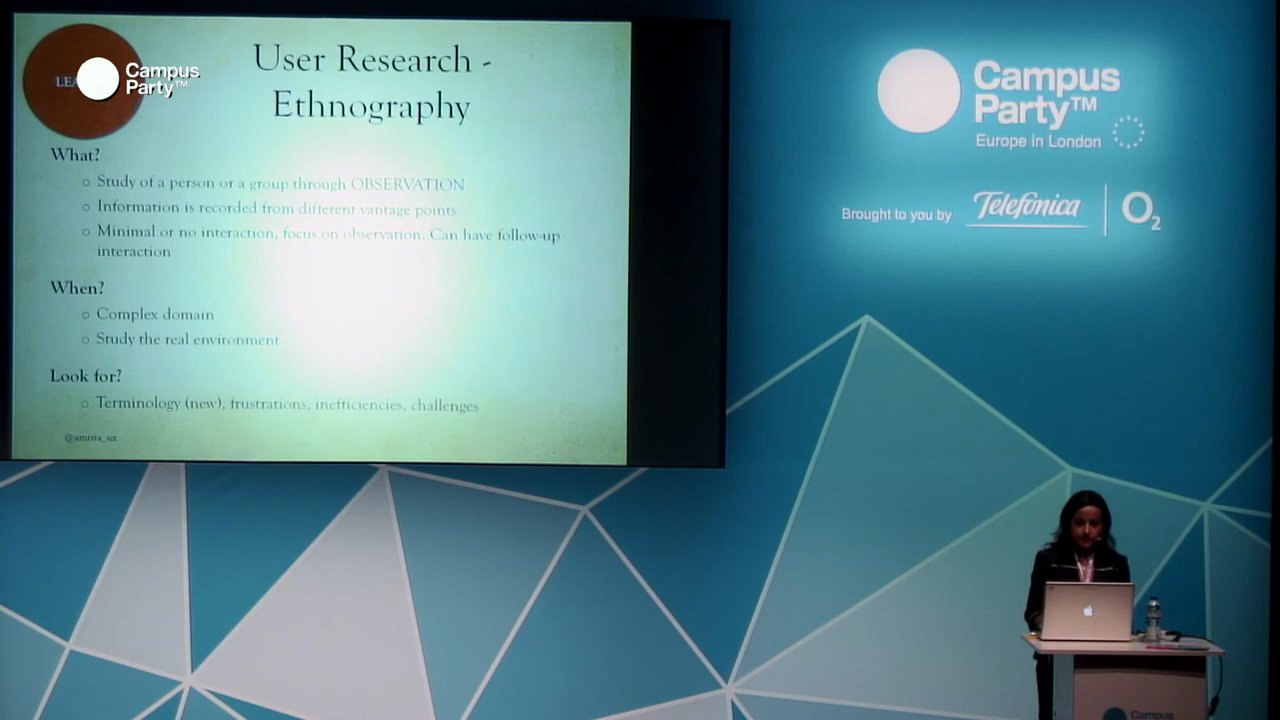 User Research -
Ethnography
Campus
Party™
What?
o Study of a person or a group through OBSERVATION
o Information is recorded from different vantage points
o Minimal or no interaction, focus on observation. Can have follow-up
interaction
When?
o Complex domain
o Study the real environment
Look for?
o Terminology (new), frustrations, inefficiencies, challenges
@amrita_ux
Campus
Party™
Europe in London
Brought to you by
Telefónica
O2
Campus